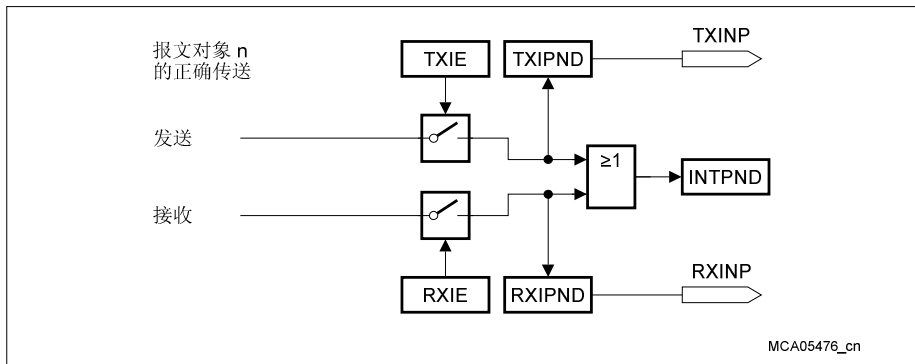 报文对象 n
的正确传送
TXIE
TXIPND
TXINP
发送
≥1
INTPND
接收
RXIE
RXIPND
RXINP
MCA05476_cn